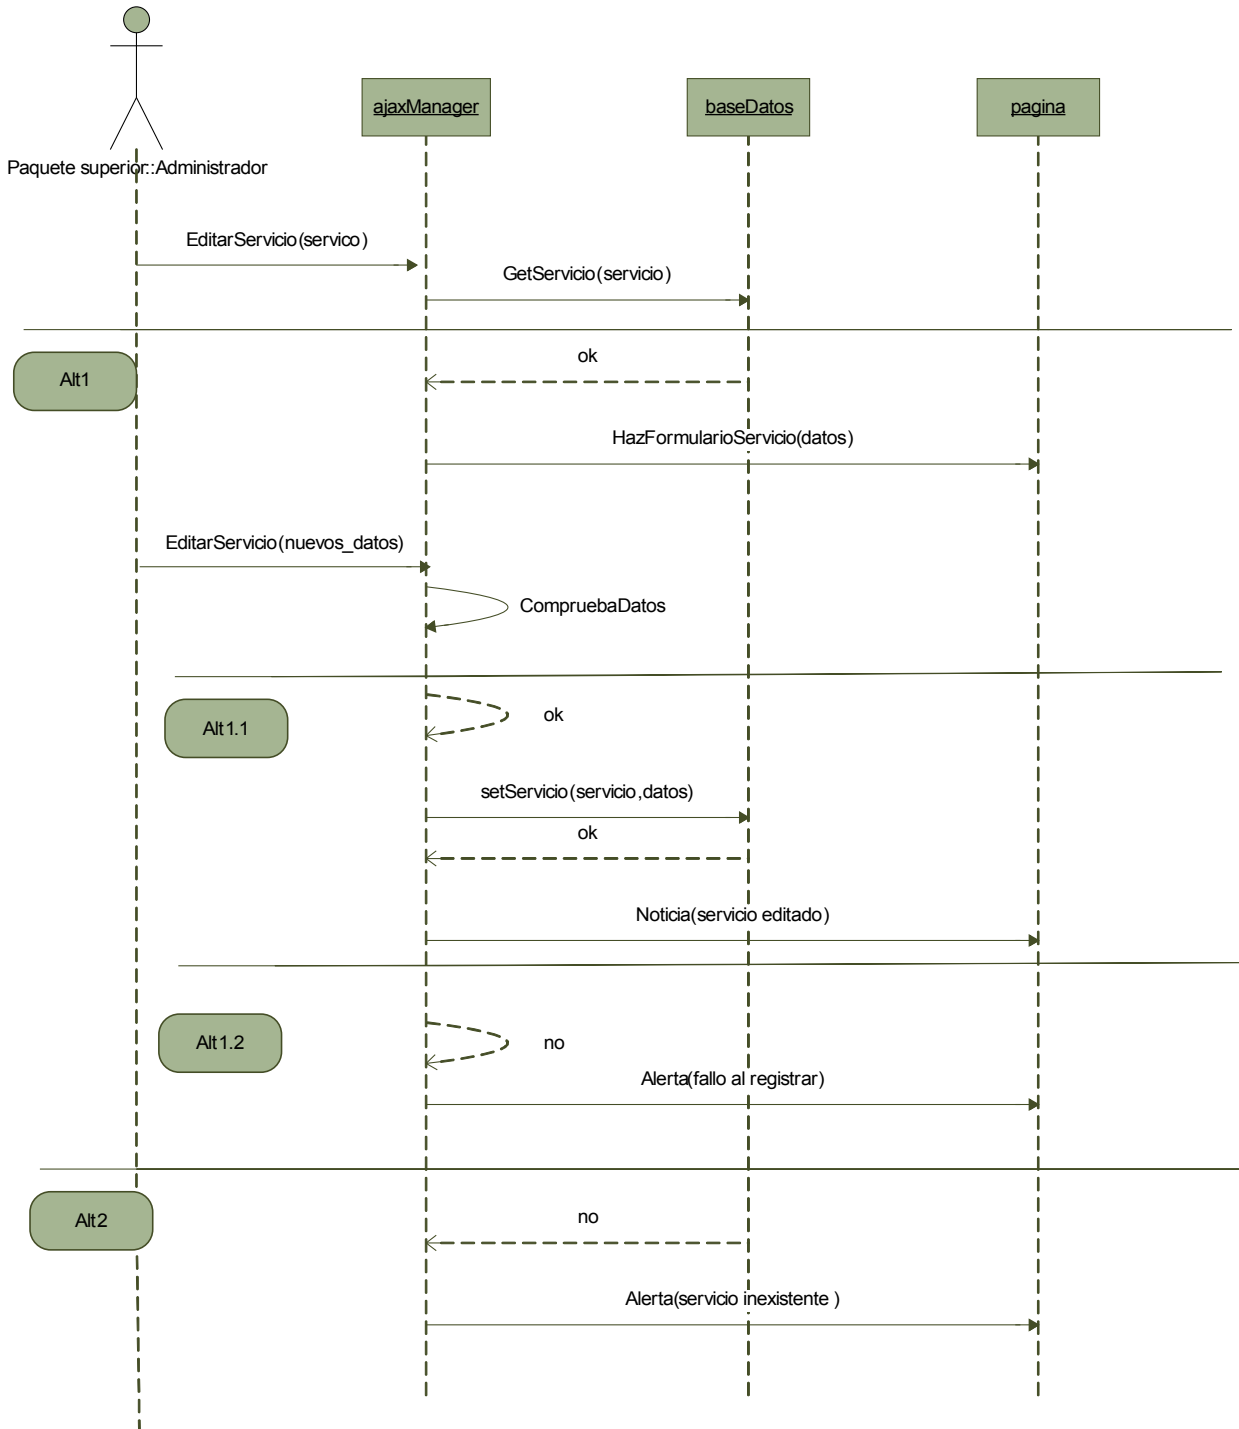 ajaxManager
baseDatos
pagina
Paquete superior::Administrador
EditarServicio(servico)
GetServicio(servicio)
Alt1
ok
HazFormularioServicio(datos)
EditarServicio(nuevos_datos)
CompruebaDatos
Alt1.1
ok
setServicio(servicio,datos)
ok
Noticia(servicio editado)
Alt1.2
no
Alerta(fallo al registrar)
Alt2
no
Alerta(servicio inexistente )